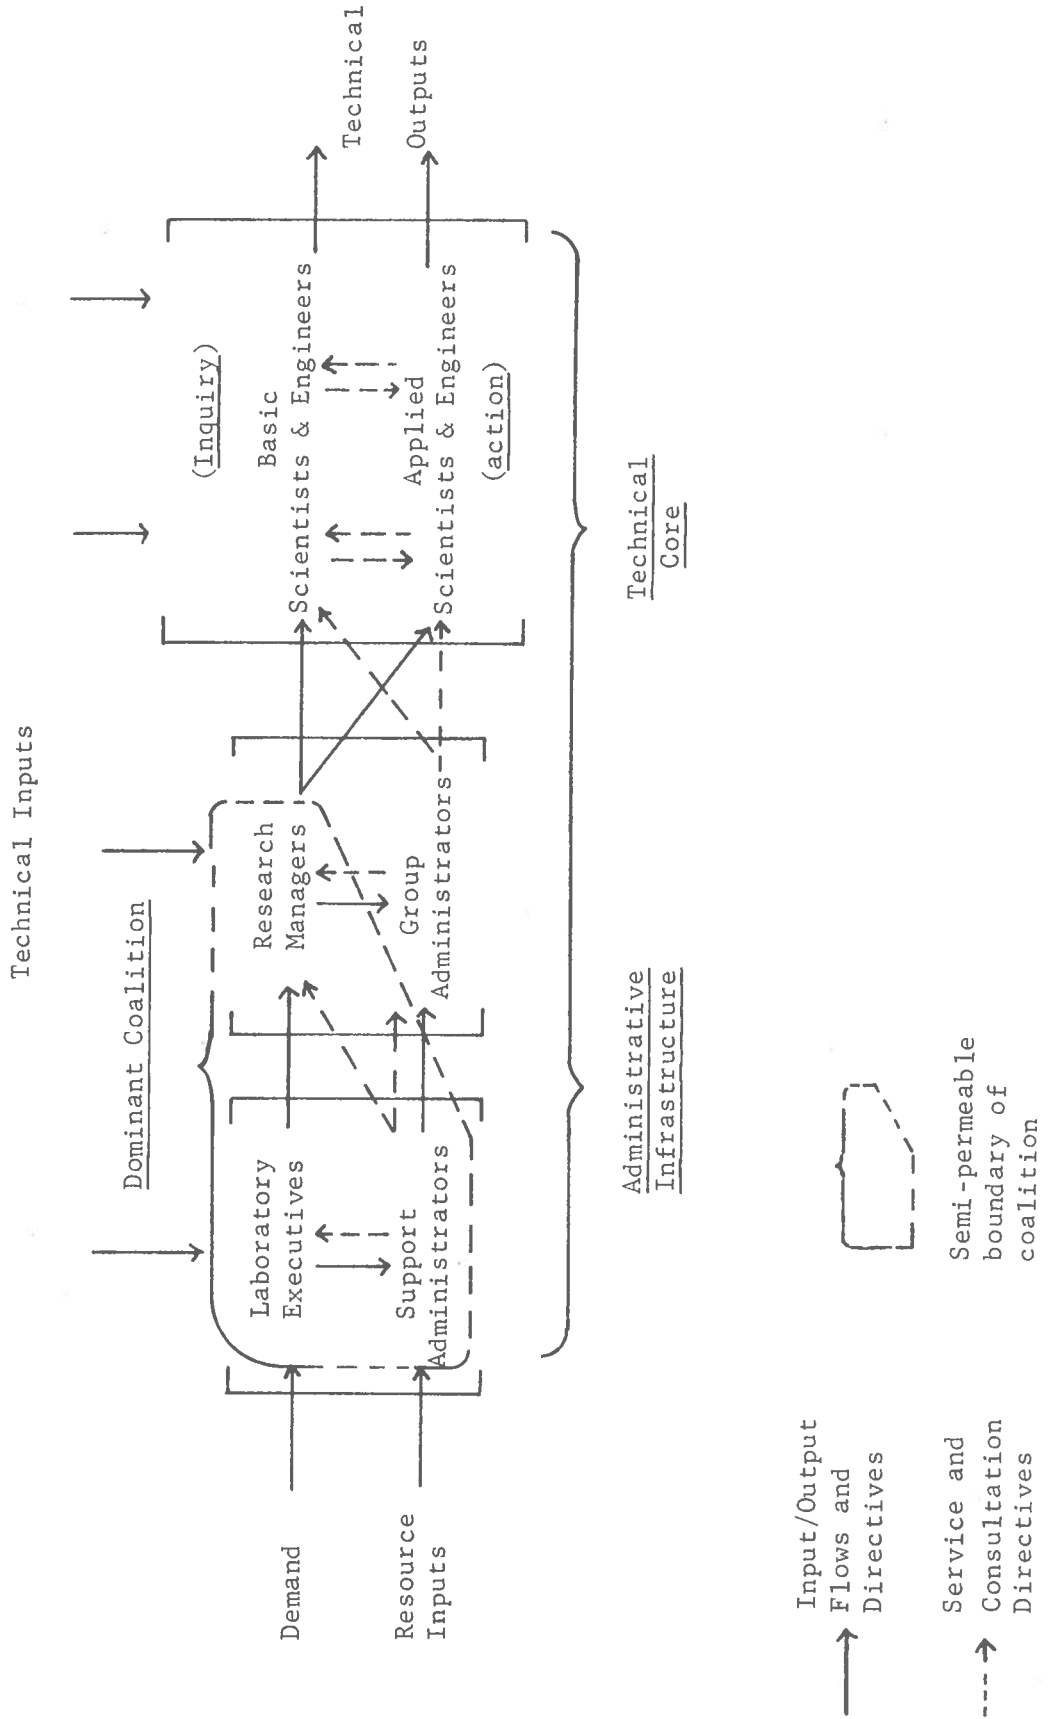 Technical Inputs
Dominant Coalition
Demand
Resource
Inputs
Laboratory
Executives
Support
Administrators
Research
Managers
Group
Administrators
(Inquiry)
Basic
Scientists & Engineers
Applied
Scientists & Engineers
(action)
Technical
Outputs
Administrative
Infrastructure
Technical
Core
Input/Output
Flows and
Directives
Service and
Consultation
Directives
Semi-permeable
boundary of
coalition